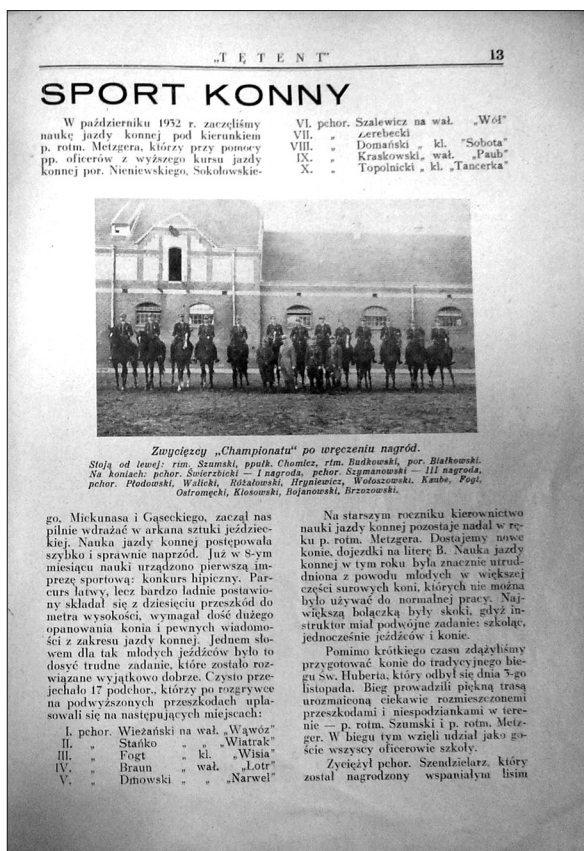 „TĘTENT" 13
SPORT KONNY
W październiku 1932 r. zaczęliśmy
naukę jazdy konnej pod kierunkiem
p. rotm. Metzgera, którzy przy pomocy
pp. oficerów z wyższego kursu jazdy
konnej por. Nieniewskiego, Sokołowskie-
VI. pchor. Szalewicz na wał. „Wół"
VII. „ Żerebecki
VIII. „ Domański „ kl. "Sobota"
IX. „ Kraskowski„ wał. „Paub"
X. „ Topolnicki „ kl. „Tancerka"
Zwycięzcy „Championatu" po wręczeniu nagród.
Stoją od lewej: rtm. Szumski, ppułk. Chomicz, rtm. Budkowski, por. Białkowski.
Na koniach: pchor. Świerzbicki — I nagroda, pchor. Szymanowski — III nagroda,
pchor. Płodowski, Walicki, Różałowski, Hryniewicz, Wołoszowski. Kaube, Fogt,
Ostromęcki, Kłosowski, Bojanowski, Brzozowski.
go, Mickunasa i Gąseckiego, zaczął nas
pilnie wdrażać w arkana sztuki jeździec-
kiej. Nauka jazdy konnej postępowała
szybko i sprawnie naprzód. Już w 8-ym
miesiącu nauki urządzono pierwszą im-
prezę sportową: konkurs hipiczny. Par-
curs łatwy, lecz bardzo ładnie postawio-
ny składał się z dziesięciu przeszkód do
metra wysokości, wymagał dość dużego
opanowania konia i pewnych wiadomo-
ści z zakresu jazdy konnej. Jednem sło-
wem dla tak młodych jeźdźców było to
dosyć trudne zadanie, które zostało roz-
wiązane wyjątkowo dobrze. Czysto prze-
jechało 17 podchor., którzy po rozgrywce
na podwyższonych przeszkodach upla-
sowali się na następujących miejscach:
I. pchor. Wieżański na wał. „Wąwóz"
II. „ Stańko „ „ „Wiatrak"
III. „ Fogt „ kl. „Wisia"
IV. „ Braun „ wał. „Łotr"
V. „ Dmowski „ „ „Narwel"
Na starszym roczniku kierownictwo
nauki jazdy konnej pozostaje nadal w rę-
ku p. rotm. Metzgera. Dostajemy nowe
konie, dojezdki na literę B. Nauka jazdy
konnej w tym roku była znacznie utrud-
dniona z powodu młodych w większej
części surowych koni, których nie można
było używać do normalnej pracy. Naj-
większą bolączką były skoki, gdyż in-
struktor miał podwójne zadanie: szkoląc,
jednocześnie jeźdźców i konie.
Pomimo krótkiego czasu zdążyliśmy
przygotować konie do tradycyjnego bie-
gu Św. Huberta, który odbył się dnia 3-go
listopada. Bieg prowadzili piękną trasą
urozmaiconą ciekawie rozmieszczonemi
przeszkodami i niespodziankami w tere-
nie — p. rotm. Szumski i p. rotm. Metz-
ger. W biegu tym wzięli udział jako go-
ście wszyscy oficerowie szkoły.
Zyciężył pchor. Szendzielarz, który
został nagrodzony wspaniałym lisim